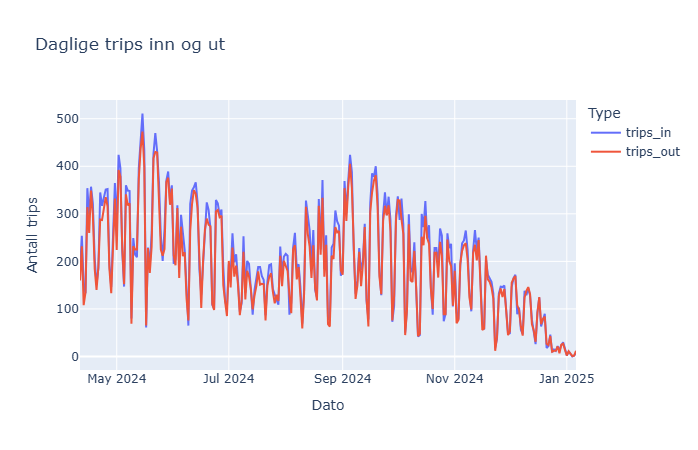 Daglige trips inn og ut
Type
trips_in
trips_out
Antall trips
500
400
300
200
100
0
May 2024
Jul 2024
Sep 2024
Nov 2024
Jan 2025
Dato